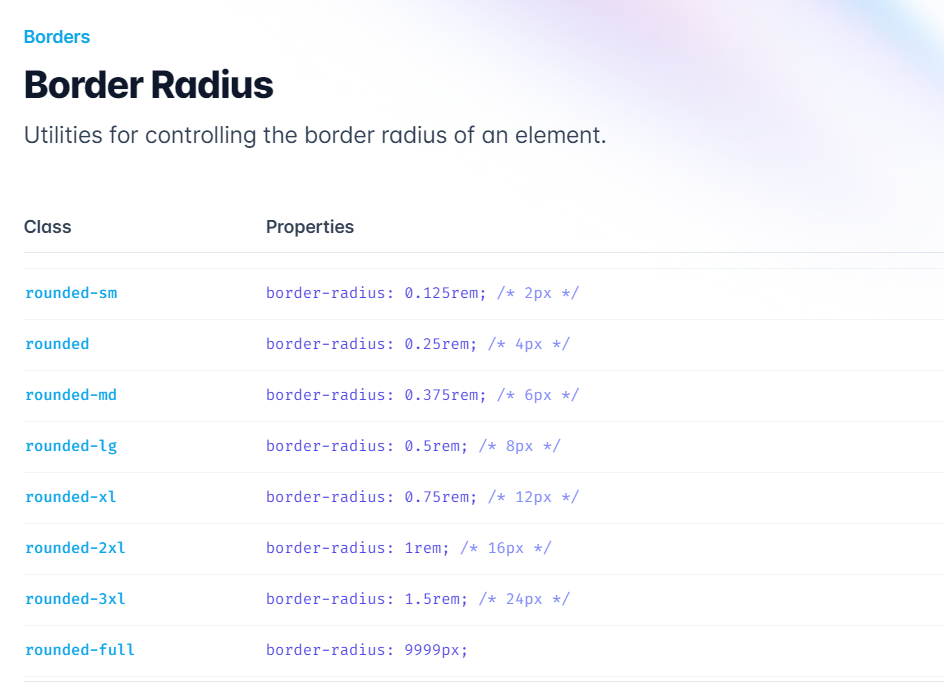 Borders
Border Radius
Utilities for controlling the border radius of an element.
Class Properties
rounded-sm border-radius: 0.125rem; /* 2px */
rounded border-radius: 0.25rem; /* 4px */
rounded-md border-radius: 0.375rem; /* 6px */
rounded-lg border-radius: 0.5rem; /* 8px */
rounded-xl border-radius: 0.75rem; /* 12px */
rounded-2xl border-radius: 1rem; /* 16px */
rounded-3xl border-radius: 1.5rem; /* 24px */
rounded-full border-radius: 9999px;